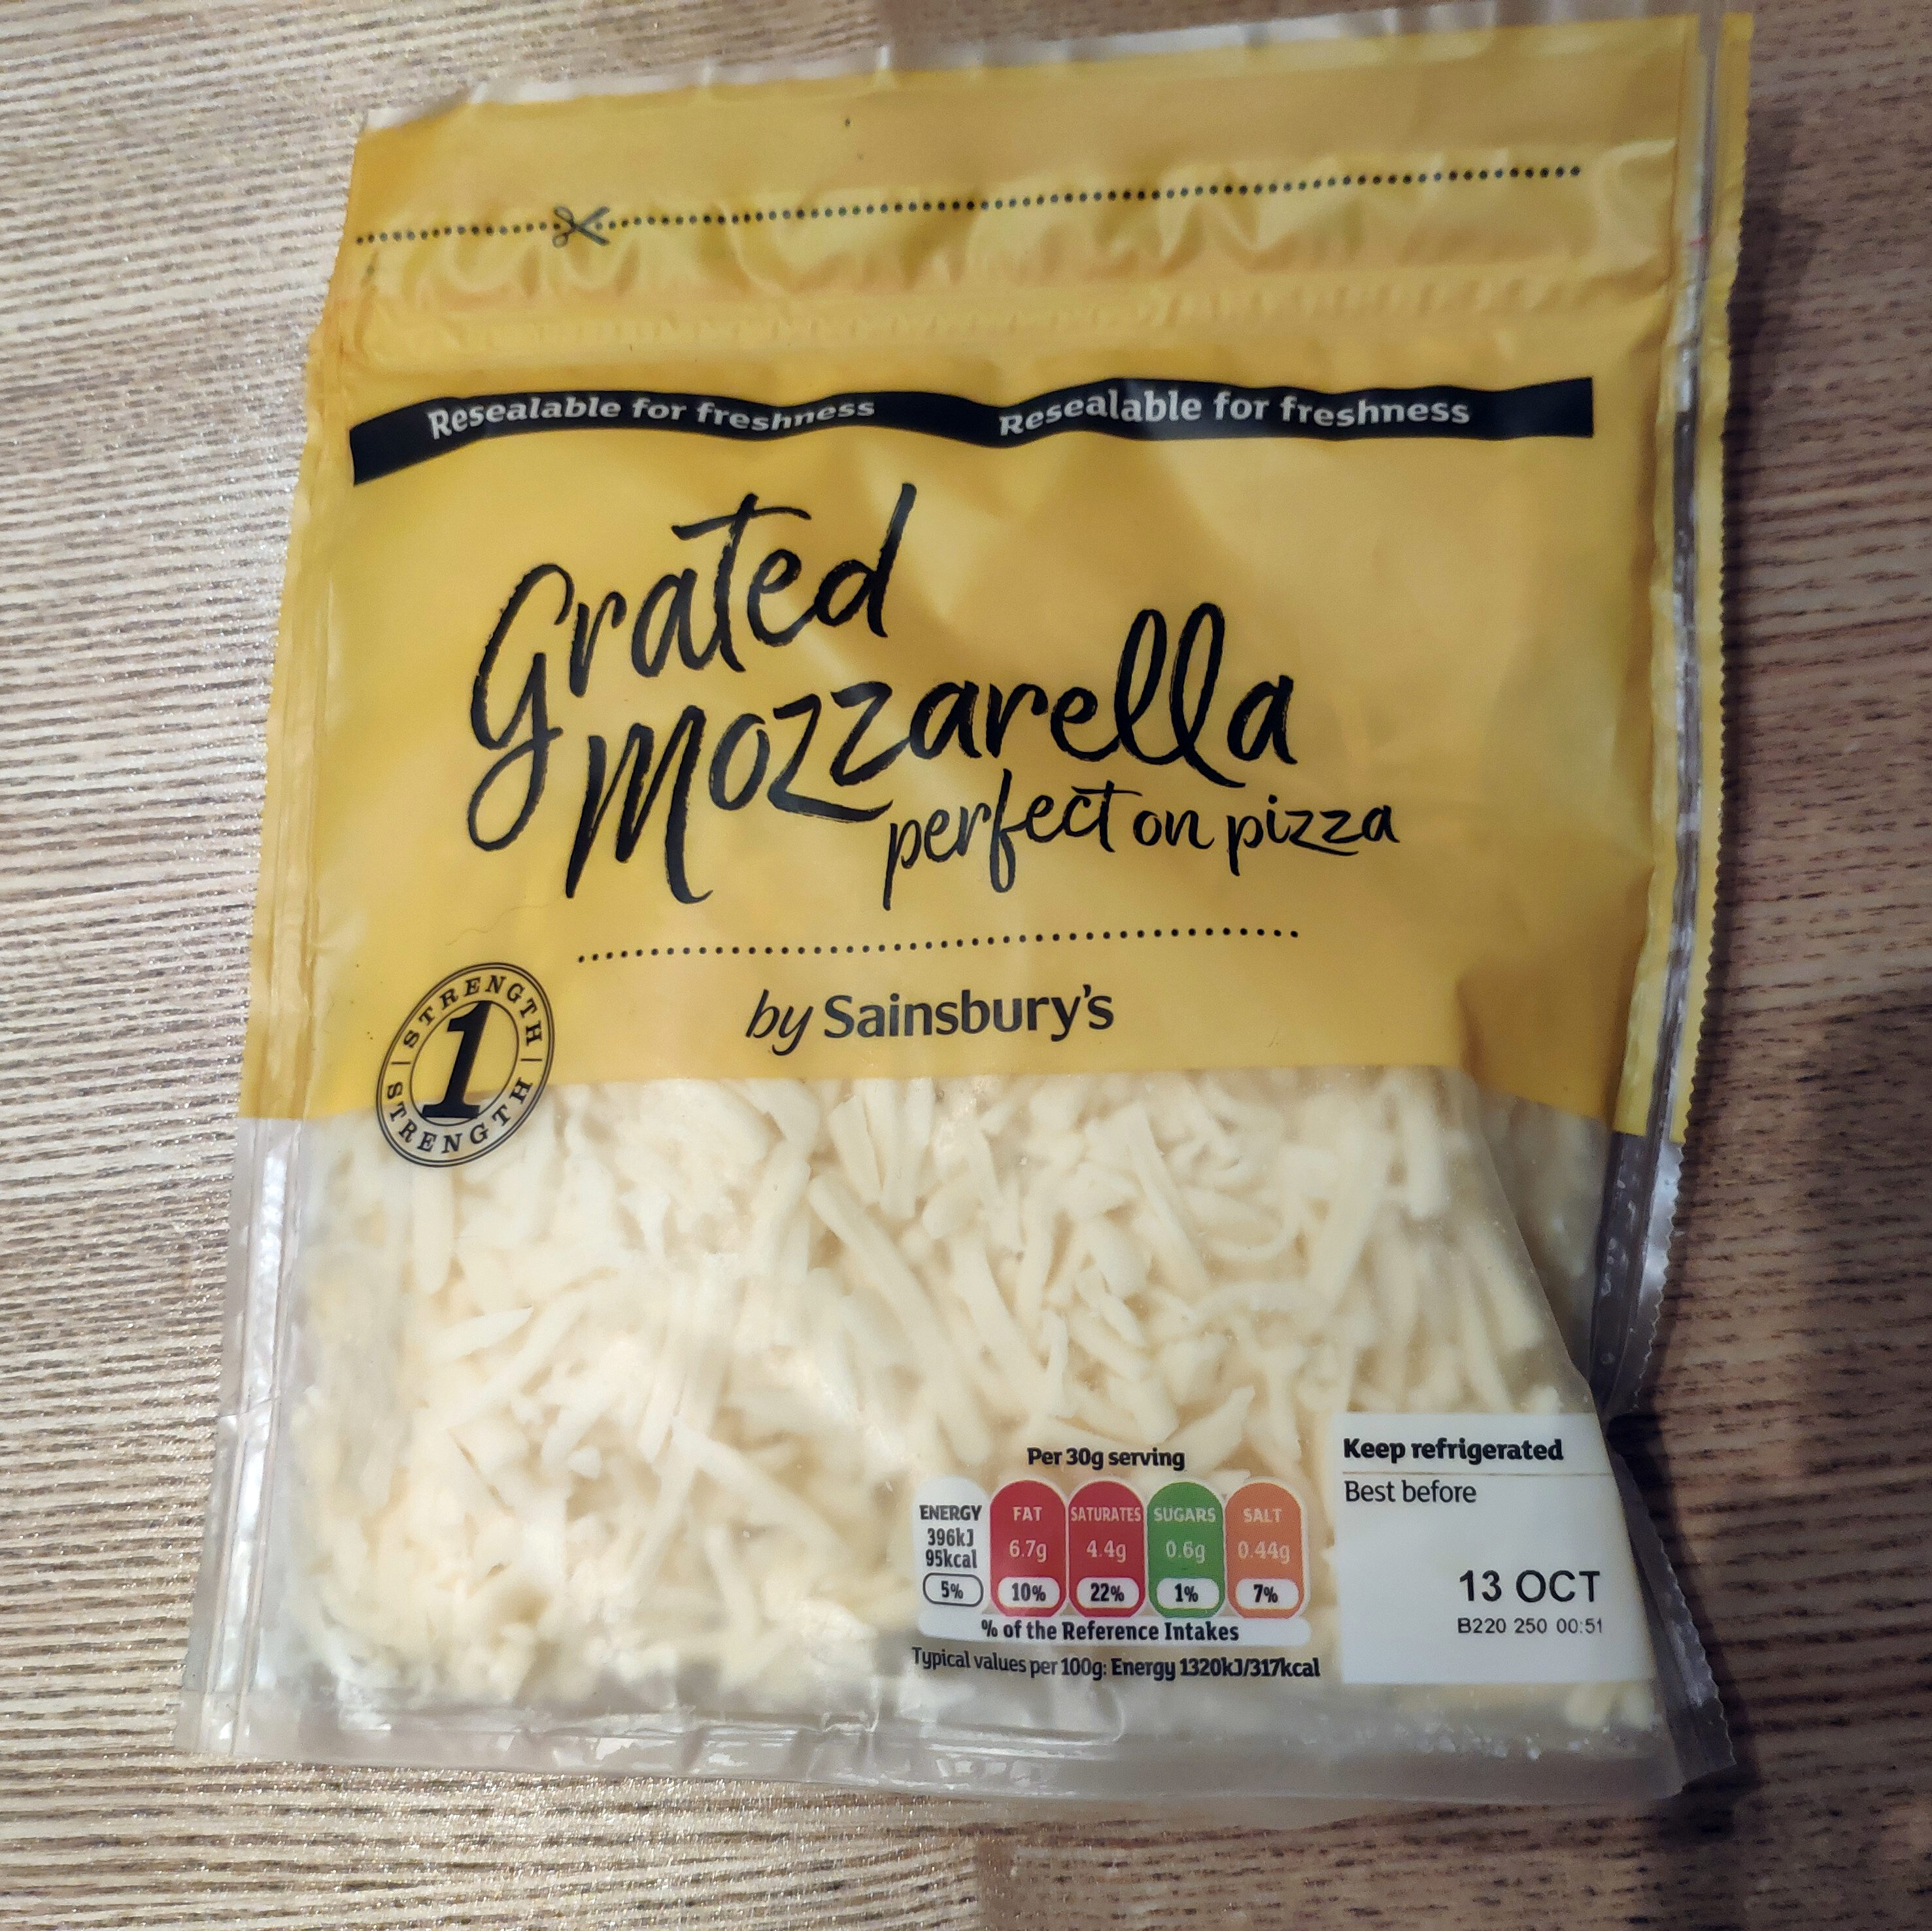 Resealable for freshness Resealable for freshness
Grated
Mozzarella
perfect on pizza
by Sainsbury's
STRENGTH
1
STRENGTH
Per 30g serving
ENERGY FAT SATURATES SUGARS SALT
396kJ
95kcal 6.7g 4.4g 0.6g 0.44g
5% 10% 22% 1% 7%
% of the Reference Intakes
Typical values per 100g: Energy 1320kJ/317kcal
Keep refrigerated
Best before
13 OCT
B220 250 00:51